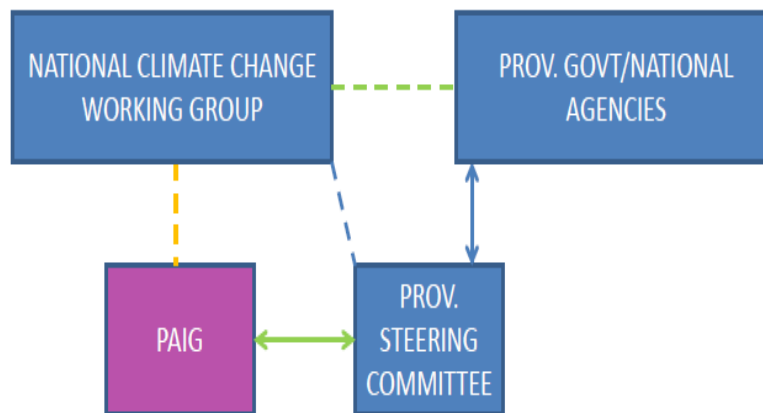 NATIONAL CLIMATE CHANGE
WORKING GROUP
PROV. GOVT/NATIONAL
AGENCIES
PAIG
PROV.
STEERING
COMMITTEE